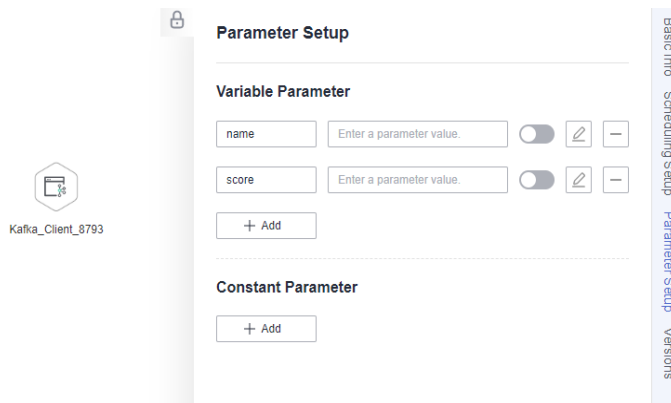 Parameter Setup
Variable Parameter
name
Enter a parameter value.
score
Enter a parameter value.
+ Add
Constant Parameter
+ Add
Kafka_Client_8793
Basic Info
Scheduling Setup
Parameter Setup
Versions